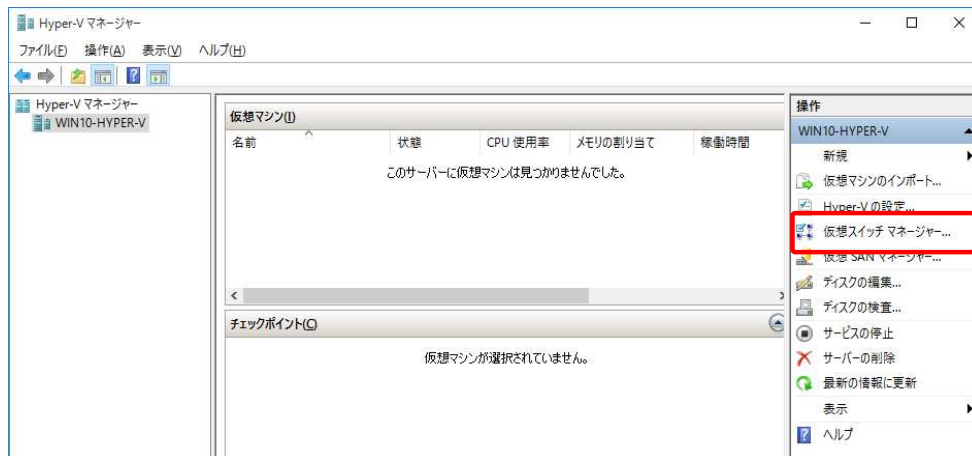 Hyper-V マネージャー
ファイル(F) 操作(A) 表示(V) ヘルプ(H)
Hyper-V マネージャー
WIN10-HYPER-V
仮想マシン(I)
名前 状態 CPU 使用率 メモリの割り当て 稼働時間
このサーバーに仮想マシンは見つかりませんでした。
チェックポイント(C)
仮想マシンが選択されていません。
操作
WIN10-HYPER-V
新規
仮想マシンのインポート...
Hyper-V の設定...
仮想スイッチ マネージャー...
仮想 SAN マネージャー...
ディスクの編集...
ディスクの検査...
サービスの停止
サーバーの削除
最新の情報に更新
表示
ヘルプ